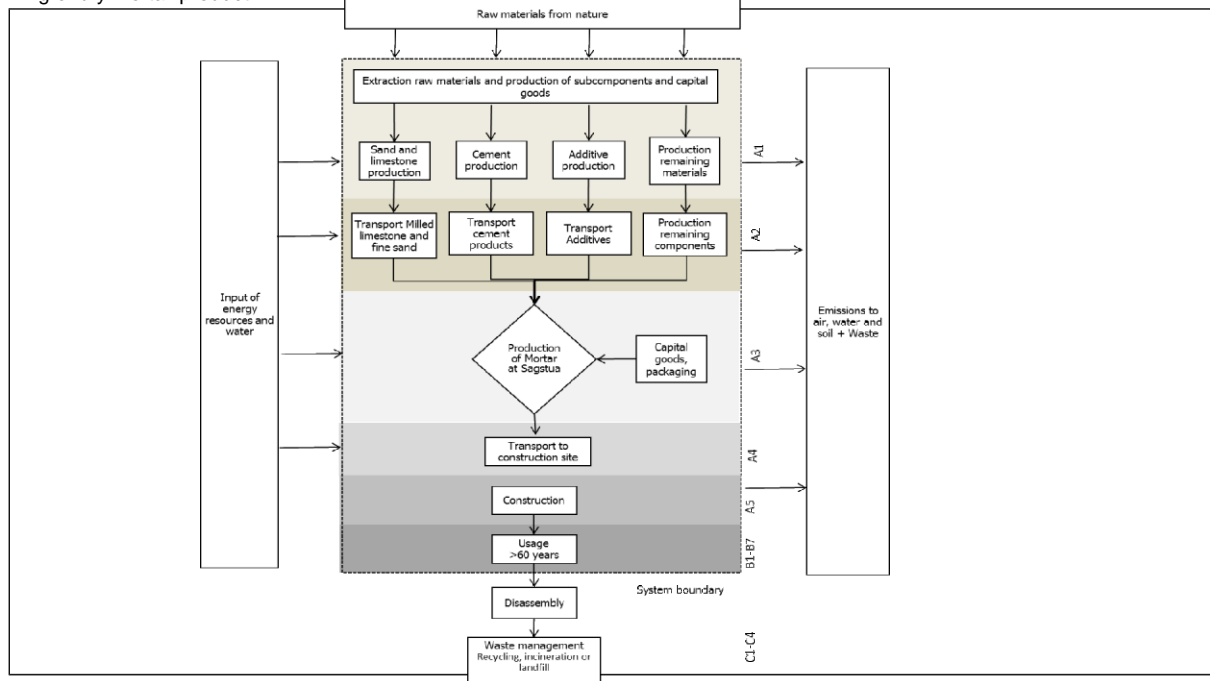 Raw materials from nature
Extraction raw materials and production of subcomponents and capital
goods
Sand and
limestone
production
Cement
production
Additive
production
Production
remaining
materials
A1
Transport Milled
limestone and
fine sand
Transport
cement
products
Transport
Additives
Production
remaining
components
A2
Input of
energy
resources and
water
Emissions to
air, water and
soil + Waste
Production
of Mortar
at Sagstua
Capital
goods,
packaging
A3
Transport to
construction site
A4
Construction
A5
Usage
>60 years
B1-B7
System boundary
Disassembly
Waste management
Recycling, incineration or
landfill
C1-C4